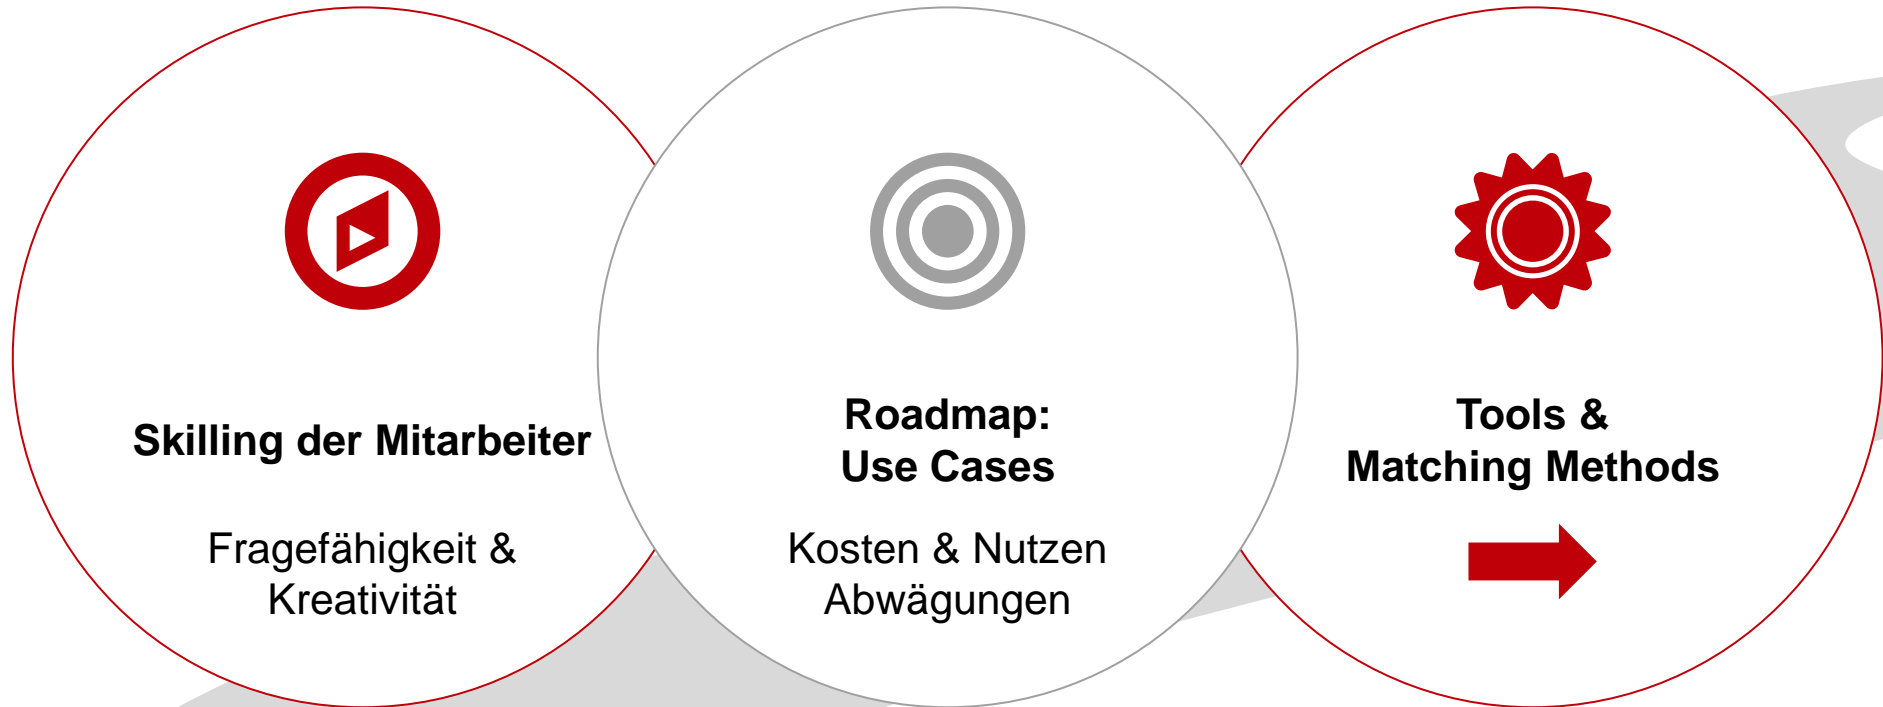 Skilling der Mitarbeiter
Fragefähigkeit &
Kreativität
Roadmap:
Use Cases
Kosten & Nutzen
Abwägungen
Tools &
Matching Methods